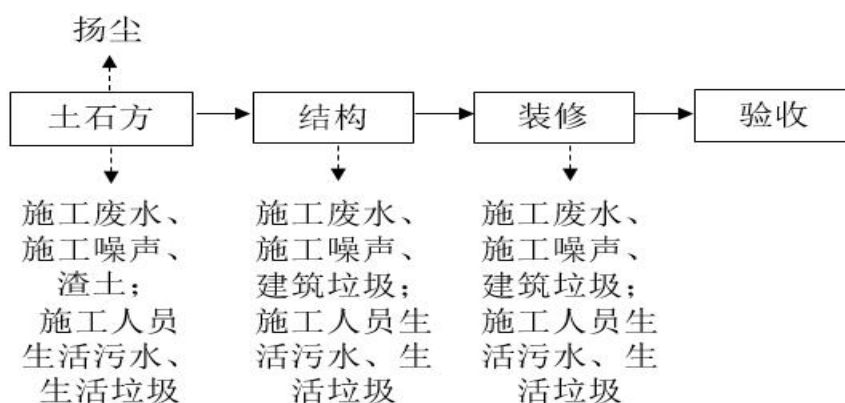 扬尘
土石方
结构
装修
验收
施工废水、
施工噪声、
渣土；
施工人员
生活污水、
生活垃圾
施工废水、
施工噪声、
建筑垃圾；
施工人员生
活污水、生
活垃圾
施工废水、
施工噪声、
建筑垃圾；
施工人员生
活污水、生
活垃圾